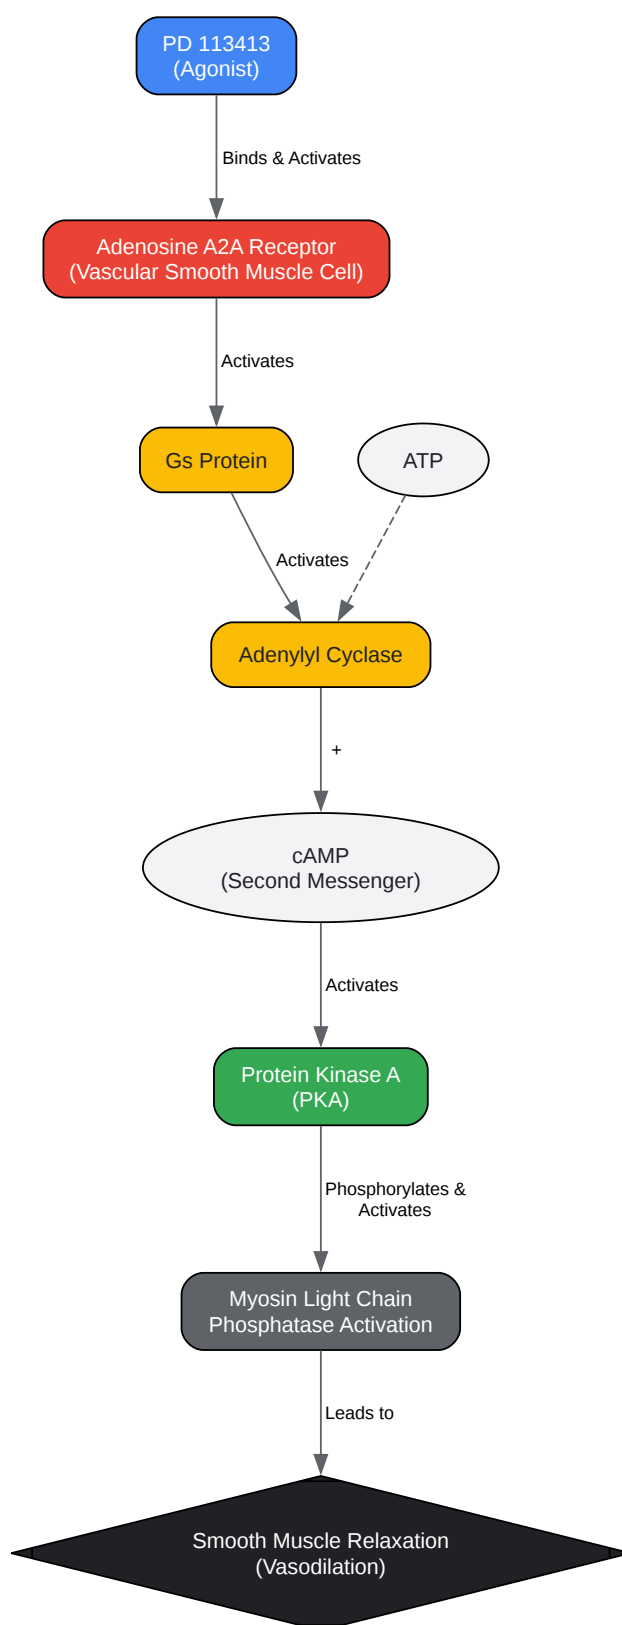 PD 113413
(Agonist)
Binds & Activates
Adenosine A2A Receptor
(Vascular Smooth Muscle Cell)
Activates
Gs Protein
ATP
Activates
Adenylyl Cyclase
+
cAMP
(Second Messenger)
Activates
Protein Kinase A
(PKA)
Phosphorylates &
Activates
Myosin Light Chain
Phosphatase Activation
Leads to
Smooth Muscle Relaxation
(Vasodilation)